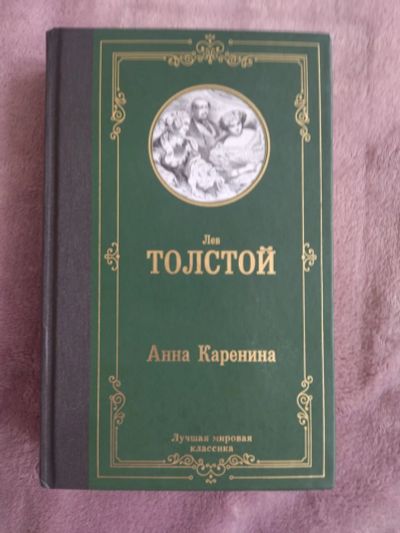 Лев
ТОЛСТОЙ
Анна Каренина
Лучшая мировая
классика